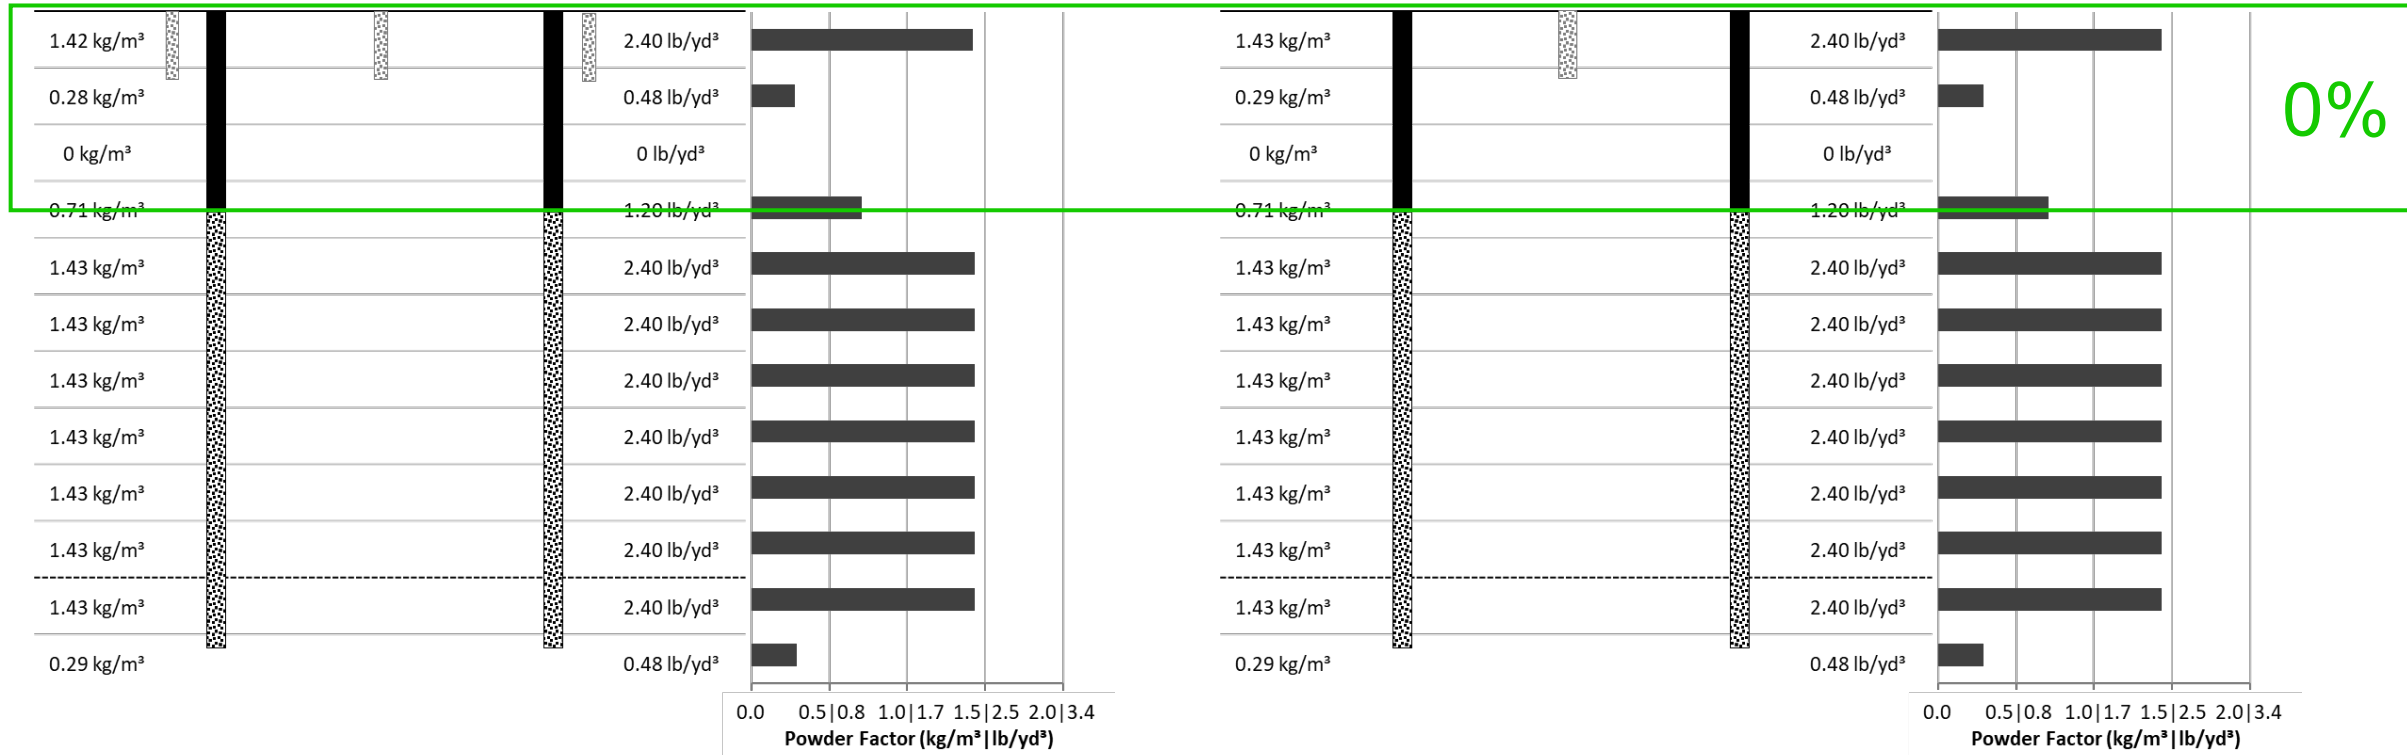 1.42 kg/m³ 2.40 lb/yd³
0.28 kg/m³ 0.48 lb/yd³
0 kg/m³ 0 lb/yd³
0.71 kg/m³ 1.20 lb/yd³
1.43 kg/m³ 2.40 lb/yd³
1.43 kg/m³ 2.40 lb/yd³
1.43 kg/m³ 2.40 lb/yd³
1.43 kg/m³ 2.40 lb/yd³
1.43 kg/m³ 2.40 lb/yd³
1.43 kg/m³ 2.40 lb/yd³
1.43 kg/m³ 2.40 lb/yd³
0.29 kg/m³ 0.48 lb/yd³
0.0 0.5|0.8 1.0|1.7 1.5|2.5 2.0|3.4
Powder Factor (kg/m³|lb/yd³)
1.43 kg/m³ 2.40 lb/yd³
0.29 kg/m³ 0.48 lb/yd³
0 kg/m³ 0 lb/yd³
0.71 kg/m³ 1.20 lb/yd³
1.43 kg/m³ 2.40 lb/yd³
1.43 kg/m³ 2.40 lb/yd³
1.43 kg/m³ 2.40 lb/yd³
1.43 kg/m³ 2.40 lb/yd³
1.43 kg/m³ 2.40 lb/yd³
1.43 kg/m³ 2.40 lb/yd³
1.43 kg/m³ 2.40 lb/yd³
0.29 kg/m³ 0.48 lb/yd³
0.0 0.5|0.8 1.0|1.7 1.5|2.5 2.0|3.4
Powder Factor (kg/m³|lb/yd³)
0%